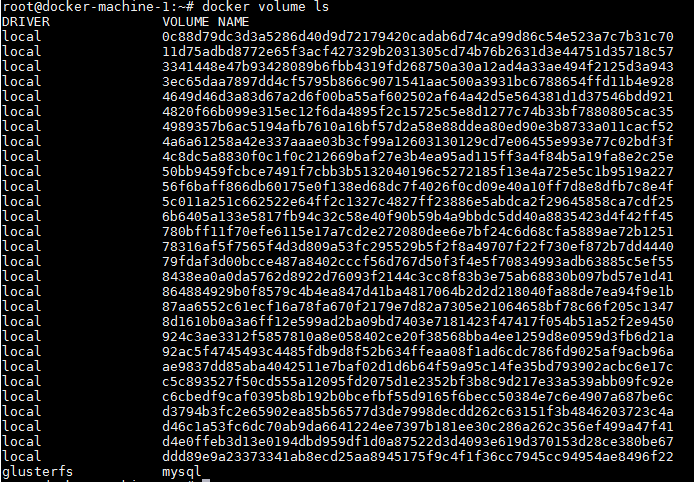 root@docker-machine-1:~# docker volume ls
DRIVER VOLUME NAME
local 0c88d79dc3d3a5286d40d9d72179420cadab6d74ca99d86c54e523a7c7b31c70
local 11d75adbd8772e65f3acf427329b2031305cd74b76b2631d3e44751d35718c57
local 3341448e47b93428089b6fbb4319fd268750a30a12ad4a33ae494f2125d3a943
local 3ec65daa7897dd4cf5795b866c9071541aac500a3931bc6788654ffd11b4e928
local 4649d46d3a83d67a2d6f00ba55af602502af64a42d5e564381d1d37546bdd921
local 4820f66b099e315ec12f6da4895f2c15725c5e8d1277c74b33bf7880805cac35
local 4989357b6ac5194afb7610a16bf57d2a58e88ddea80ed90e3b8733a011cacf52
local 4a6a61258a42e337aaae03b3cf99a12603130129cd7e06455e993e77c02bdf3f
local 4c8dc5a8830f0c1f0c212669baf27e3b4ea95ad115ff3a4f84b5a19fa8e2c25e
local 50bb9459fcbce7491f7cbb3b5132040196c5272185f13e4a725e5c1b9519a227
local 56f6baff866db60175e0f138ed68dc7f4026f0cd09e40a10ff7d8e8dfb7c8e4f
local 5c011a251c662522e64ff2c1327c4827ff23886e5abdca2f29645858ca7cdf25
local 6b6405a133e5817fb94c32c58e40f90b59b4a9bbdc5dd40a8835423d4f42ff45
local 780bff11f70efe6115e17a7cd2e272080dee6e7bf24c6d68cfa5889ae72b1251
local 78316af5f7565f4d3d809a53fc295529b5f2f8a49707f22f730ef872b7dd4440
local 79fdaf3d00bcce487a8402cccf56d767d50f3f4e5f70834993adb63885c5ef55
local 8438ea0a0da5762d8922d76093f2144c3cc8f83b3e75ab68830b097bd57e1d41
local 864884929b0f8579c4b4ea847d41ba4817064b2d2d218040fa88de7ea94f9e1b
local 87aa6552c61ecf16a78fa670f2179e7d82a7305e21064658bf78c66f205c1347
local 8d1610b0a3a6ff12e599ad2ba09bd7403e7181423f47417f054b51a52f2e9450
local 924c3ae3312f5857810a8e058402ce20f38568bba4ee1259d8e0959d3fb6d21a
local 92ac5f4745493c4485fdb9d8f52b634ffeaa08f1ad6cdc786fd9025af9acb96a
local ae9837dd85aba4042511e7baf02d1d6b64f59a95c14fe35bd793902acbc6e17c
local c5c893527f50cd555a12095fd2075d1e2352bf3b8c9d217e33a539abb09fc92e
local c6cbedf9caf0395b8b192b0bcefbf55d9165f6becc50384e7c6e4907a687be6c
local d3794b3fc2e65902ea85b56577d3de7998decdd262c63151f3b4846203723c4a
local d46c1a53fc6dc70ab9da6641224ee7397b181ee30c286a262c356ef499a47f41
local d4e0ffeb3d13e0194dbd959df1d0a87522d3d4093e619d370153d28ce380be67
local ddd89e9a23373341ab8ecd25aa8945175f9c4f1f36cc7945cc94954ae8496f22
glusterfs mysql